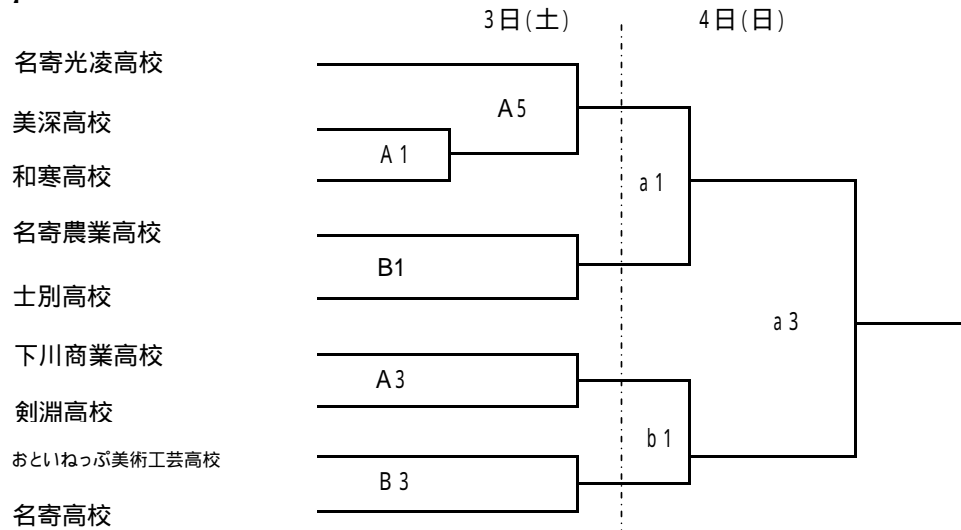 3日(土) 4日(日)
名寄光凌高校
A5
美深高校
A1
和寒高校
a1
名寄農業高校
B1
士別高校
a3
下川商業高校
A3
剣淵高校
b1
おといねっぷ美術工芸高校
B3
名寄高校